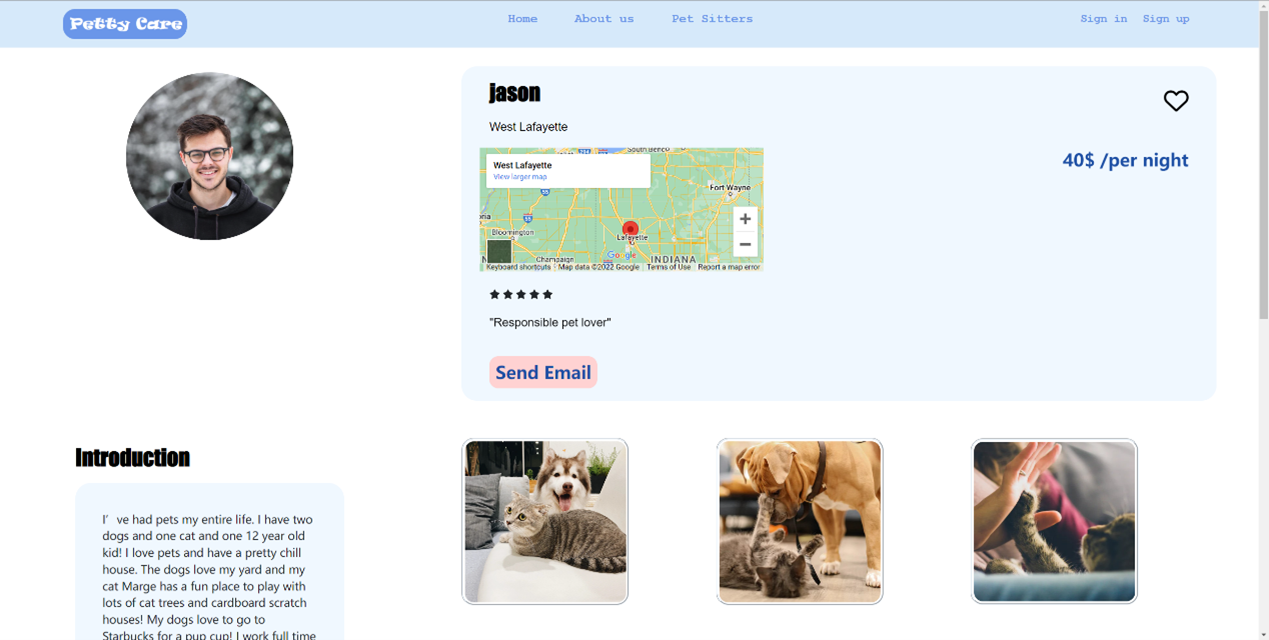 Petty Care
Home About us Pet Sitters
Sign in Sign up
jason
West Lafayette
40$ /per night
South Bend
West Lafayette
View larger map
Fort Wayne
Bloomington
Lafayette
Champaign
Google
INDIANA
Keyboard shortcuts Map data ©2022 Google Terms of Use Report a map error
"Responsible pet lover"
Send Email
Introduction
I’ ve had pets my entire life. I have two
dogs and one cat and one 12 year old
kid! I love pets and have a pretty chill
house. The dogs love my yard and my
cat Marge has a fun place to play with
lots of cat trees and cardboard scratch
houses! My dogs love to go to
Starbucks for a pup cup! I work full time